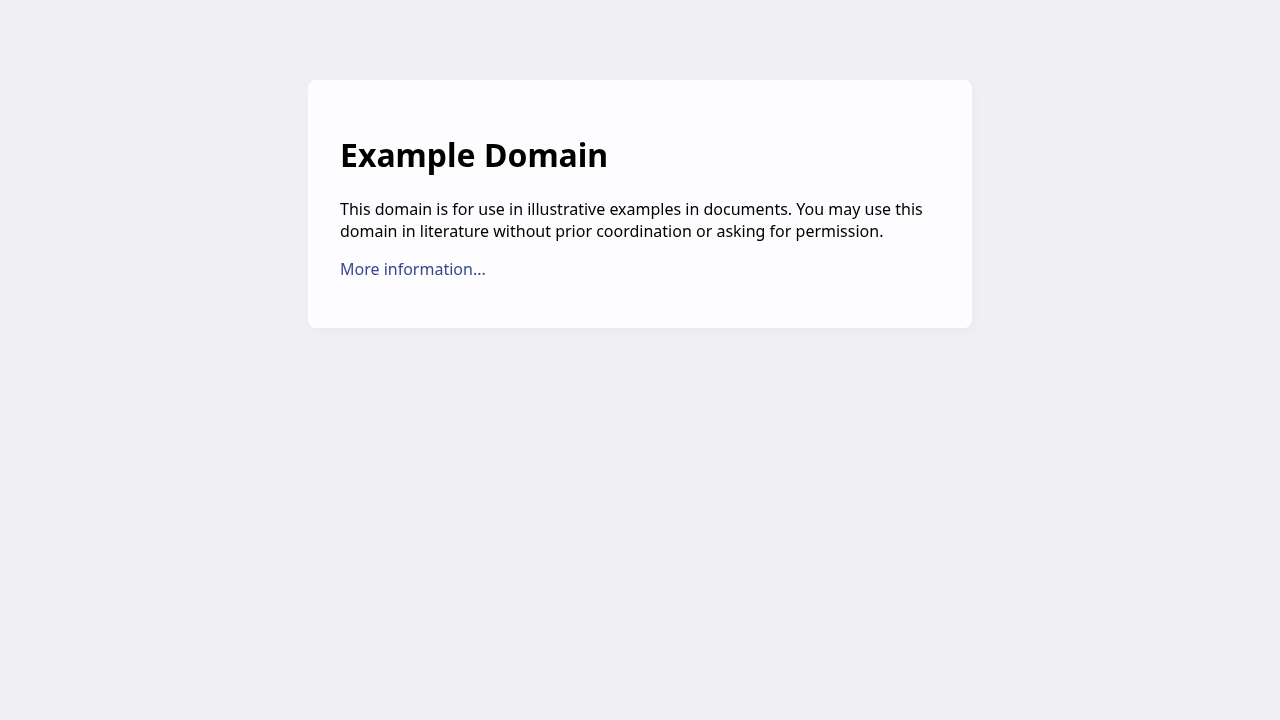 Example Domain
This domain is for use in illustrative examples in documents. You may use this
domain in literature without prior coordination or asking for permission.
More information...